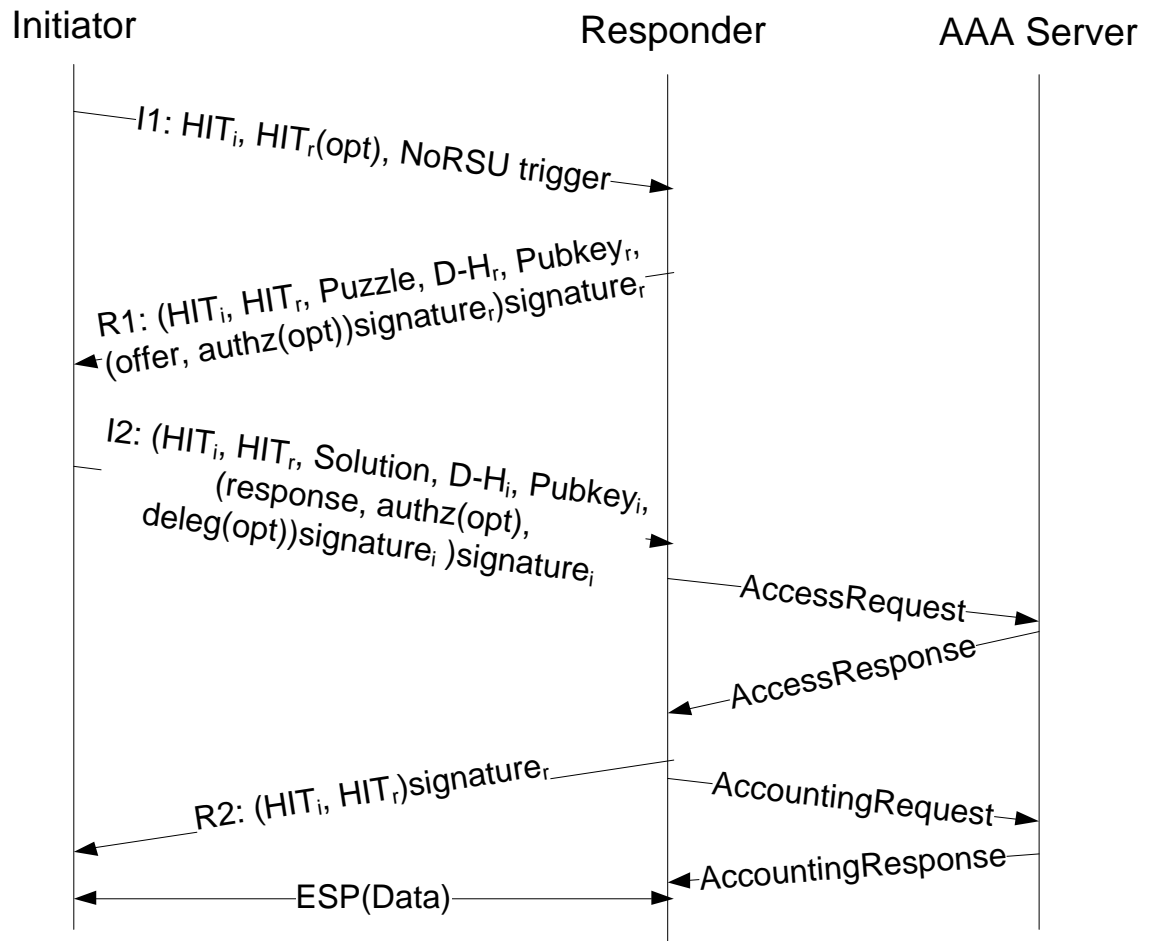 Initiator
Responder
AAA Server
I1: HITi, HITr(opt), NoRSU trigger
R1: (HITi, HITr, Puzzle, D-Hr, Pubkeyr,
(offer, authz(opt))signaturer)signaturer
I2: (HITi, HITr, Solution, D-Hi, Pubkeyi,
(response, authz(opt),
deleg(opt))signaturei )signaturei
AccessRequest
AccessResponse
R2: (HITi, HITr)signaturer
AccountingRequest
AccountingResponse
ESP(Data)